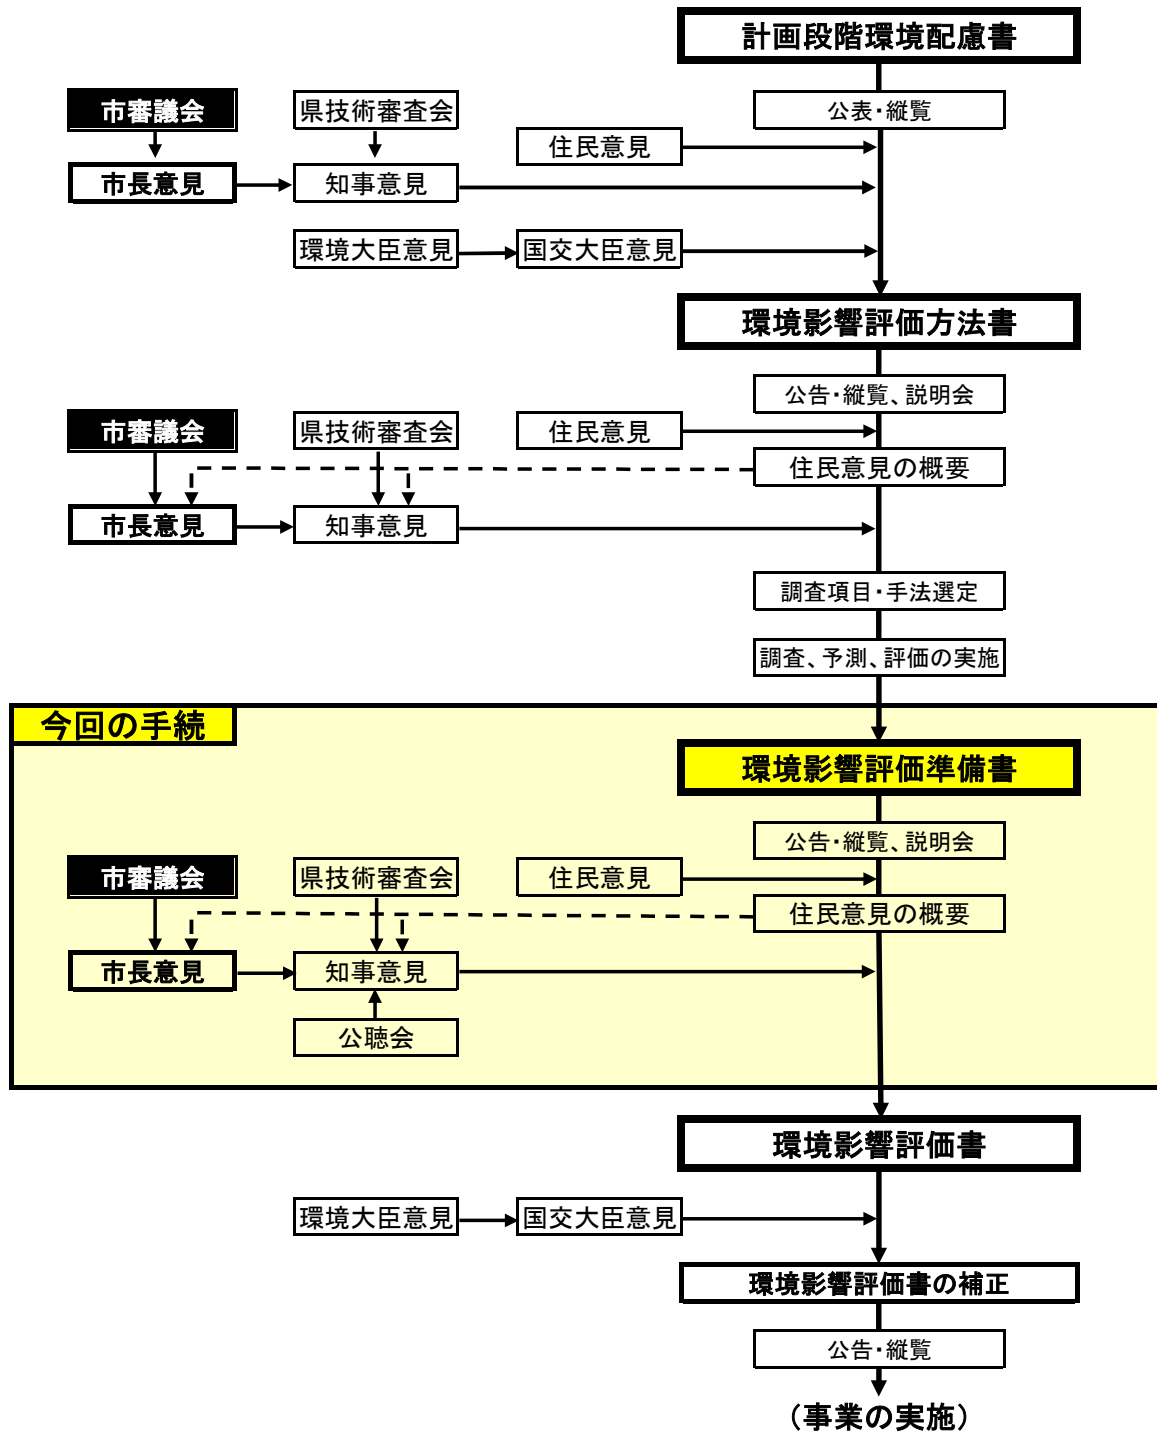 計画段階環境配慮書
公表・縦覧
市審議会
県技術審査会
住民意見
市長意見
知事意見
環境大臣意見
国交大臣意見
環境影響評価方法書
公告・縦覧、説明会
市審議会
県技術審査会
住民意見
住民意見の概要
市長意見
知事意見
調査項目・手法選定
調査、予測、評価の実施
今回の手続
環境影響評価準備書
公告・縦覧、説明会
市審議会
県技術審査会
住民意見
住民意見の概要
市長意見
知事意見
公聴会
環境影響評価書
環境大臣意見
国交大臣意見
環境影響評価書の補正
公告・縦覧
（事業の実施）